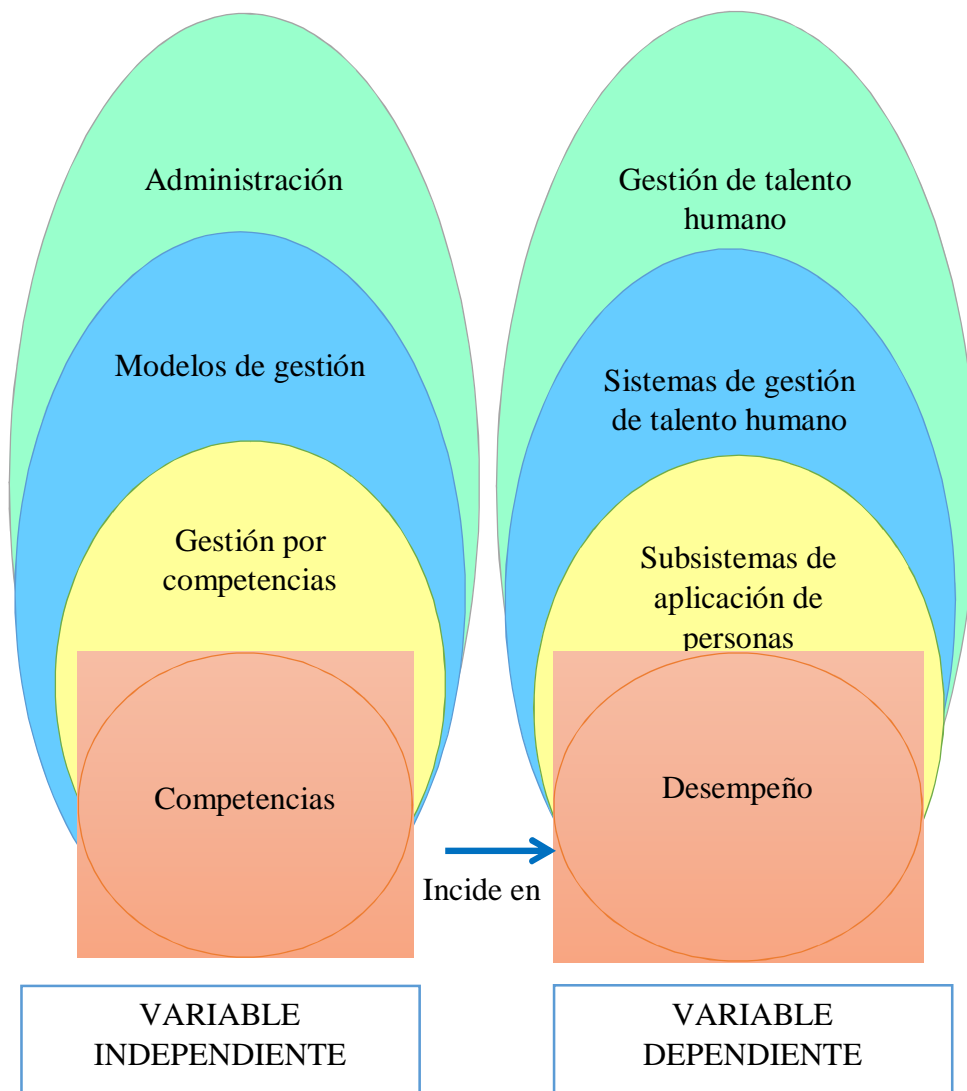 Administración
Modelos de gestión
Gestión por
competencias
Competencias
Incide en
VARIABLE
INDEPENDIENTE
Gestión de talento
humano
Sistemas de gestión
de talento humano
Subsistemas de
aplicación de
personas
Desempeño
VARIABLE
DEPENDIENTE